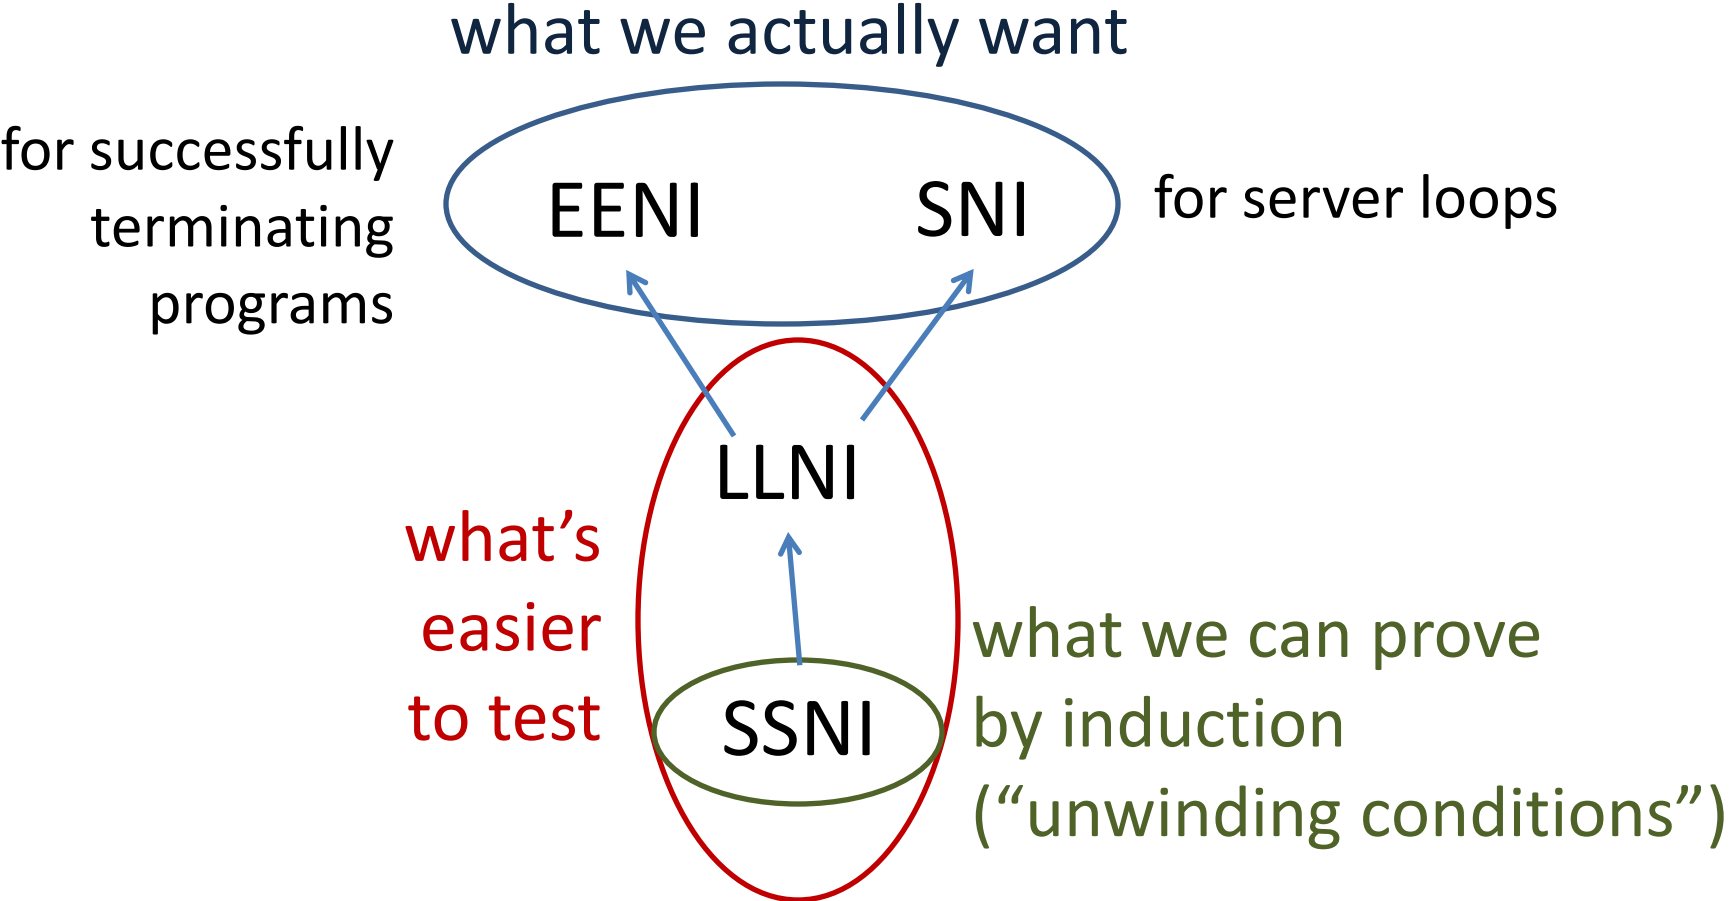 what we actually want
for successfully
terminating
programs
EENI
SNI
for server loops
LLNI
what’s
easier
to test
SSNI
what we can prove
by induction
(“unwinding conditions”)